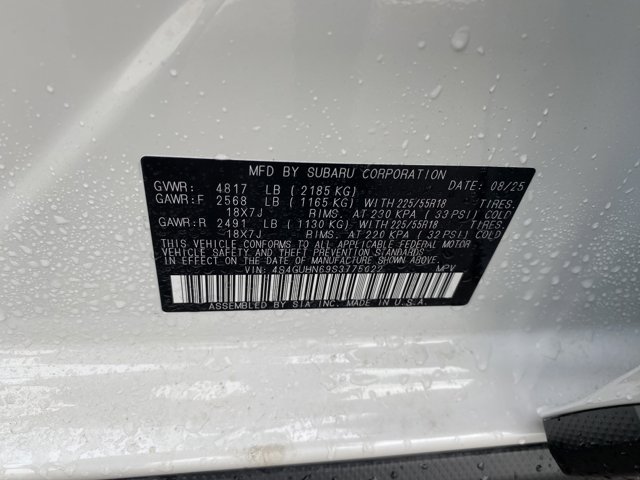 MFD BY SUBARU CORPORATION DATE: 08/25
GVWR: 4817 LB ( 2185 KG)
GAWR:F 2568 LB ( 1165 KG) WITH 225/55R18 TIRES.
18X7J RIMS. AT 230 KPA ( 33 PSI) COLD
GAWR:R 2491 LB ( 1130 KG) WITH 225/55R18 TIRES.
18X7J RIMS. AT 220 KPA ( 32 PSI) COLD
THIS VEHICLE CONFORMS TO ALL APPLICABLE FEDERAL MOTOR
VEHICLE SAFETY AND THEFT PREVENTION STANDARDS
IN EFFECT ON THE DATE OF MANUFACTURE SHOWN ABOVE.
VIN: 4S4GUHN69S3775622 MPV
ASSEMBLED BY SIA INC. MADE IN U.S.A.